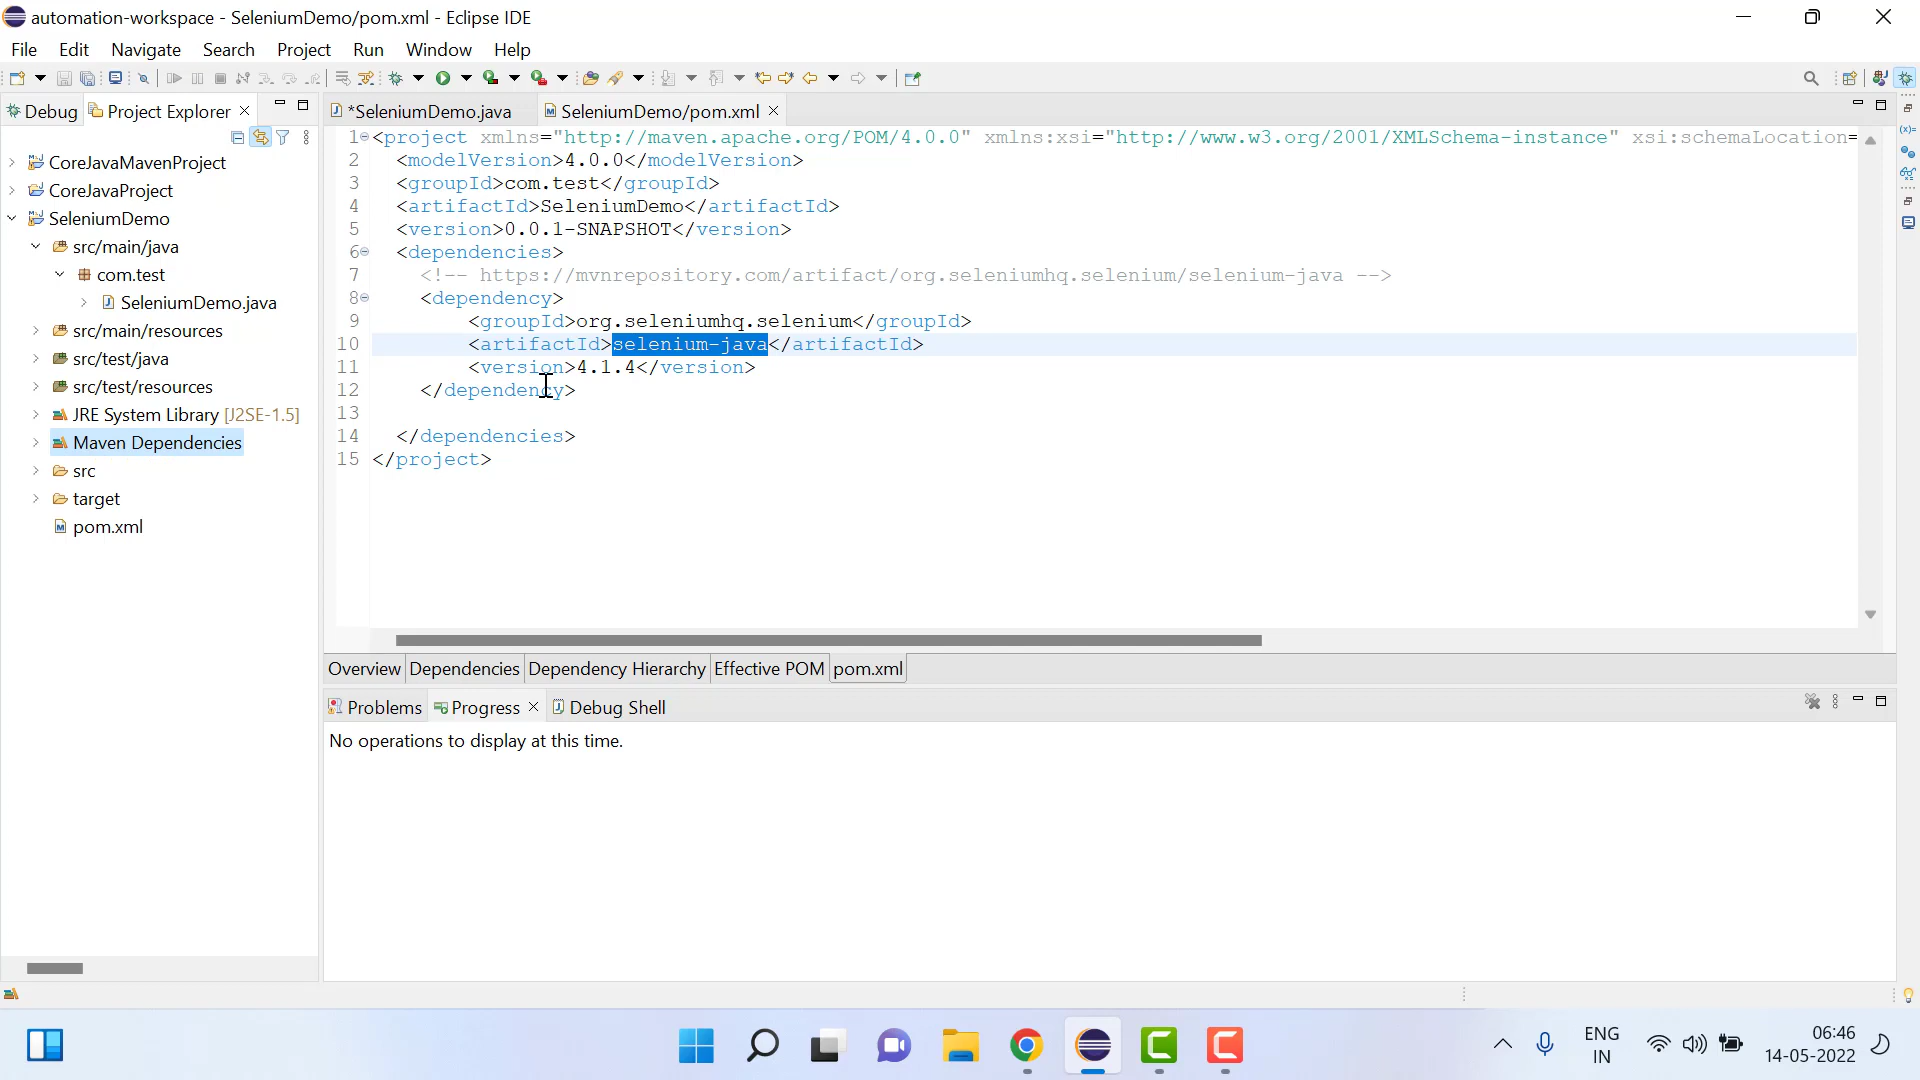 automation-workspace - SeleniumDemo/pom.xml - Eclipse IDE
File Edit Navigate Search Project Run Window Help
Debug Project Explorer
CoreJavaMavenProject
CoreJavaProject
SeleniumDemo
src/main/java
com.test
SeleniumDemo.java
src/main/resources
src/test/java
src/test/resources
JRE System Library [J2SE-1.5]
Maven Dependencies
src
target
pom.xml
*SeleniumDemo.java SeleniumDemo/pom.xml
1 <project xmlns="http://maven.apache.org/POM/4.0.0" xmlns:xsi="http://www.w3.org/2001/XMLSchema-instance" xsi:schemaLocation=
2 <modelVersion>4.0.0</modelVersion>
3 <groupId>com.test</groupId>
4 <artifactId>SeleniumDemo</artifactId>
5 <version>0.0.1-SNAPSHOT</version>
6 <dependencies>
7 <!-- https://mvnrepository.com/artifact/org.seleniumhq.selenium/selenium-java -->
8 <dependency>
9 <groupId>org.seleniumhq.selenium</groupId>
10 <artifactId>selenium-java</artifactId>
11 <version>4.1.4</version>
12 </dependency>
13
14 </dependencies>
15 </project>
Overview Dependencies Dependency Hierarchy Effective POM pom.xml
Problems Progress Debug Shell
No operations to display at this time.
ENG
IN
06:46
14-05-2022